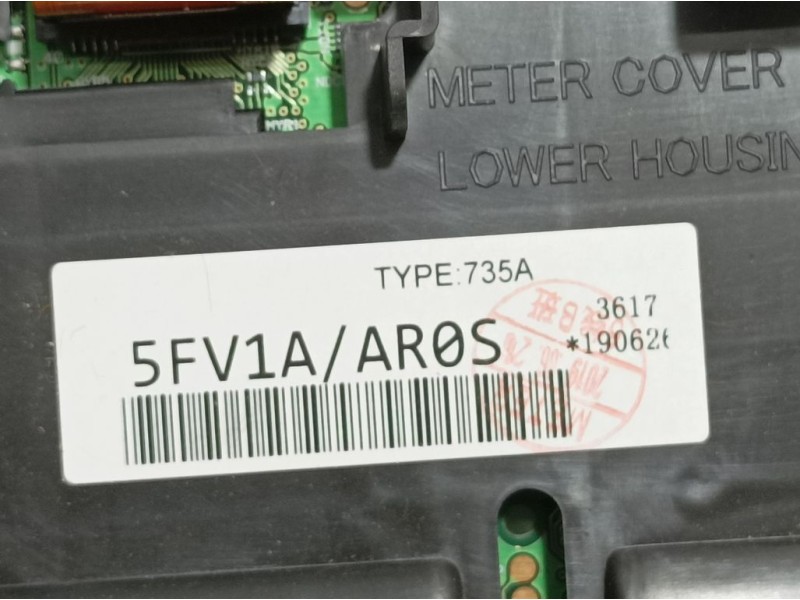 METER COVER
LOWER HOUSIN
TYPE:735A
3617
5FV1A/AR0S
*190626